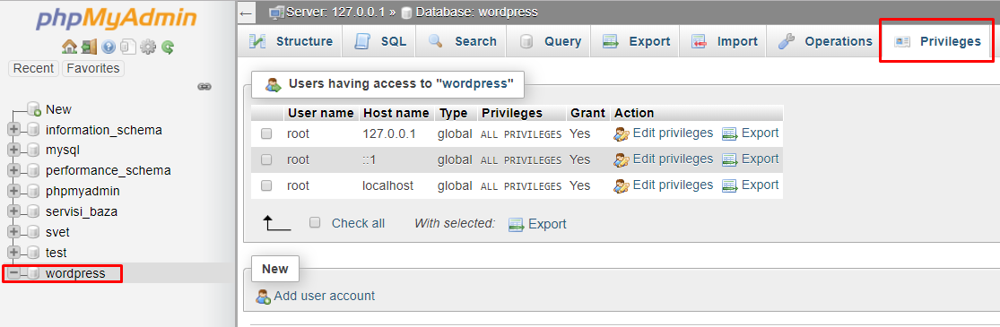 phpMyAdmin
Recent Favorites
New
information_schema
mysql
performance_schema
phpmyadmin
servisi_baza
svet
test
wordpress
Server: 127.0.0.1 » Database: wordpress
Structure SQL Search Query Export Import Operations Privileges
Users having access to "wordpress"
User name Host name Type Privileges Grant Action
root 127.0.0.1 global ALL PRIVILEGES Yes Edit privileges Export
root ::1 global ALL PRIVILEGES Yes Edit privileges Export
root localhost global ALL PRIVILEGES Yes Edit privileges Export
Check all With selected: Export
New
Add user account